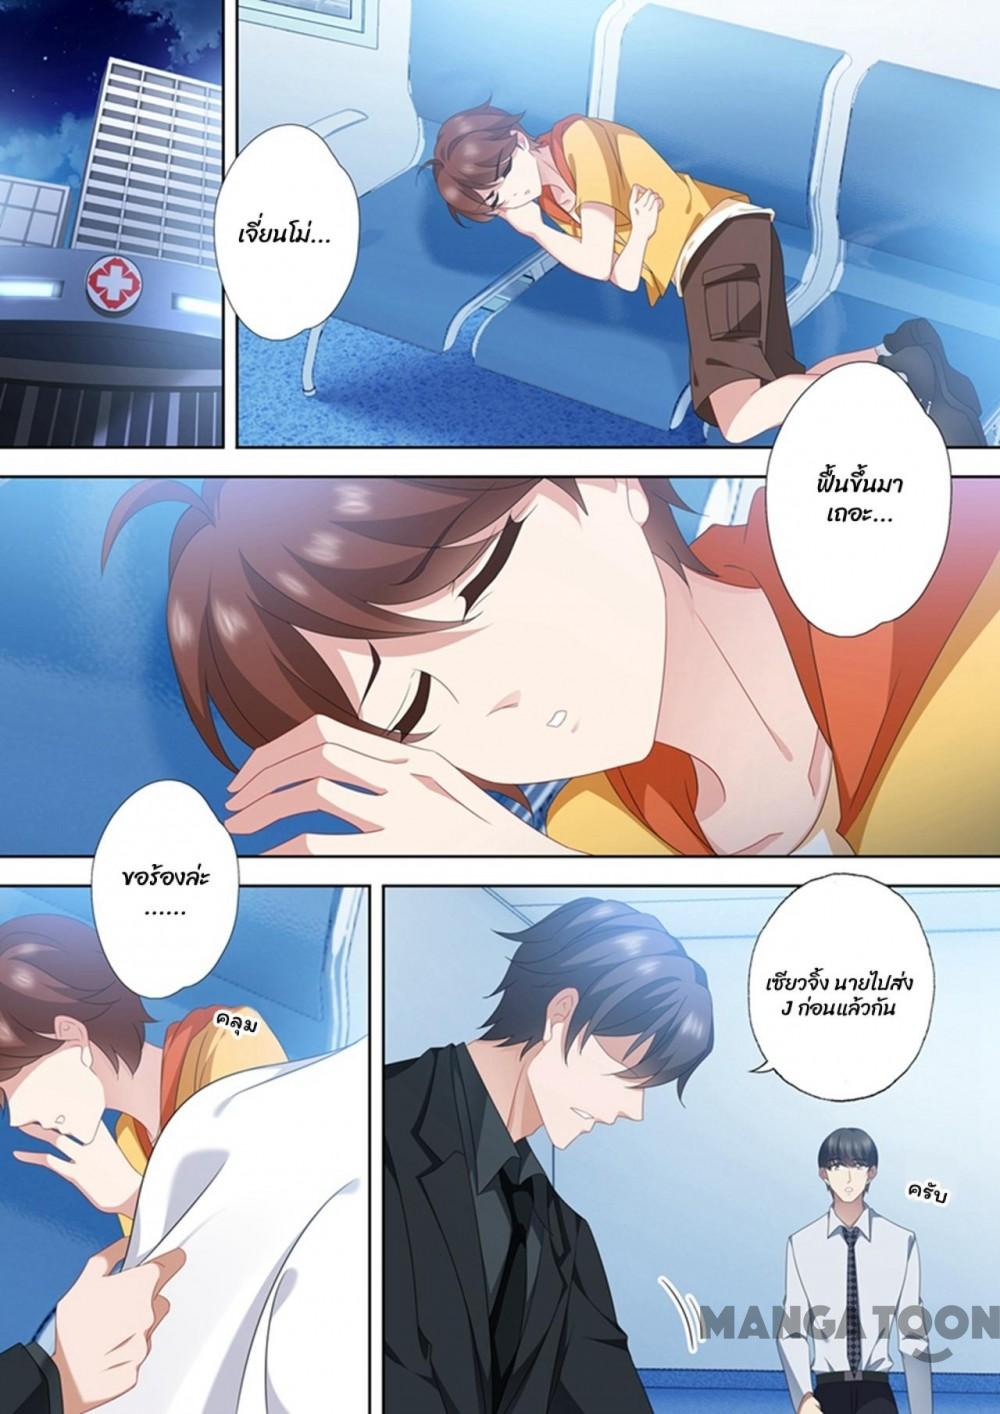 เจี่ยนโม่...
ฟื้นขึ้นมา
เถอะ...
ขอร้องล่ะ
......
คลุม
เซียวจิ้ง นายไปส่ง
J ก่อนแล้วกัน
ครับ
MANGATOON